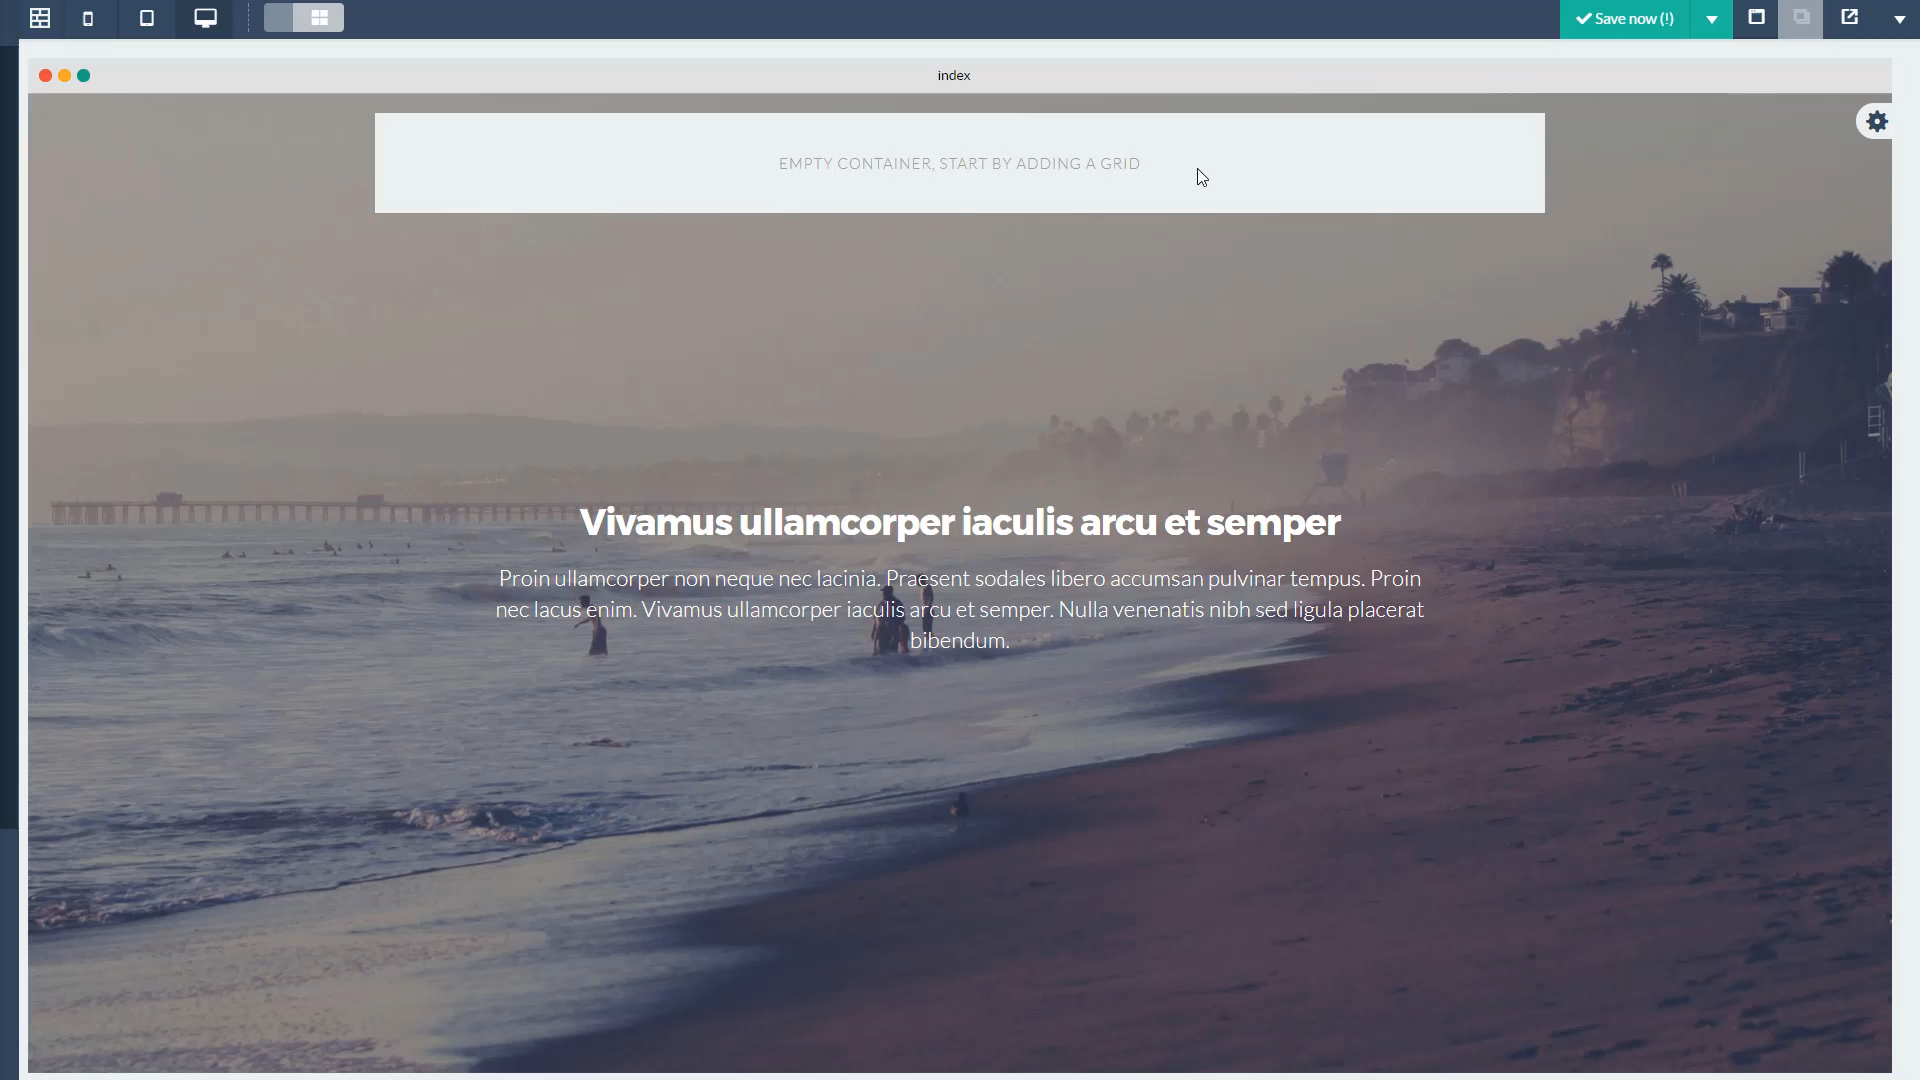 Save now (!)
index
EMPTY CONTAINER, START BY ADDING A GRID
Vivamus ullamcorper iaculis arcu et semper
Proin ullamcorper non neque nec lacinia. Praesent sodales libero accumsan pulvinar tempus. Proin
nec lacus enim. Vivamus ullamcorper iaculis arcu et semper. Nulla venenatis nibh sed ligula placerat
bibendum.